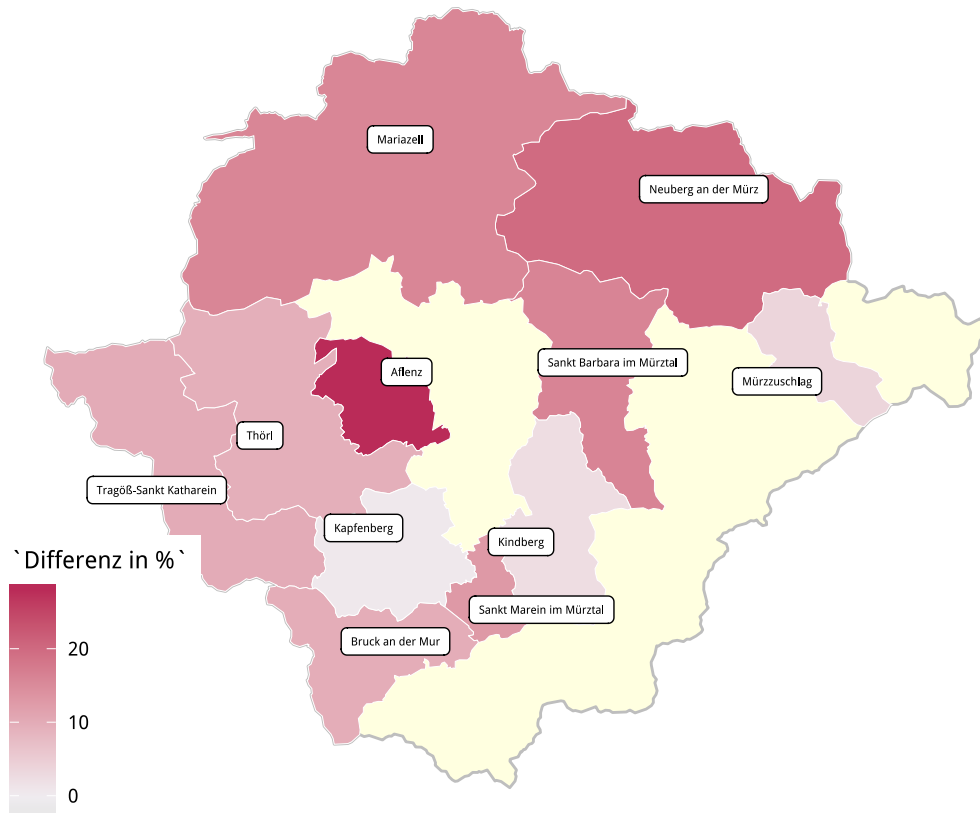 Mariazell
Neuberg an der Mürz
Sankt Barbara im Mürztal
Aflenz
Mürzzuschlag
Thörl
Tragöß-Sankt Katharein
Kapfenberg
Kindberg
Sankt Marein im Mürztal
Bruck an der Mur
`Differenz in %`
20
10
0